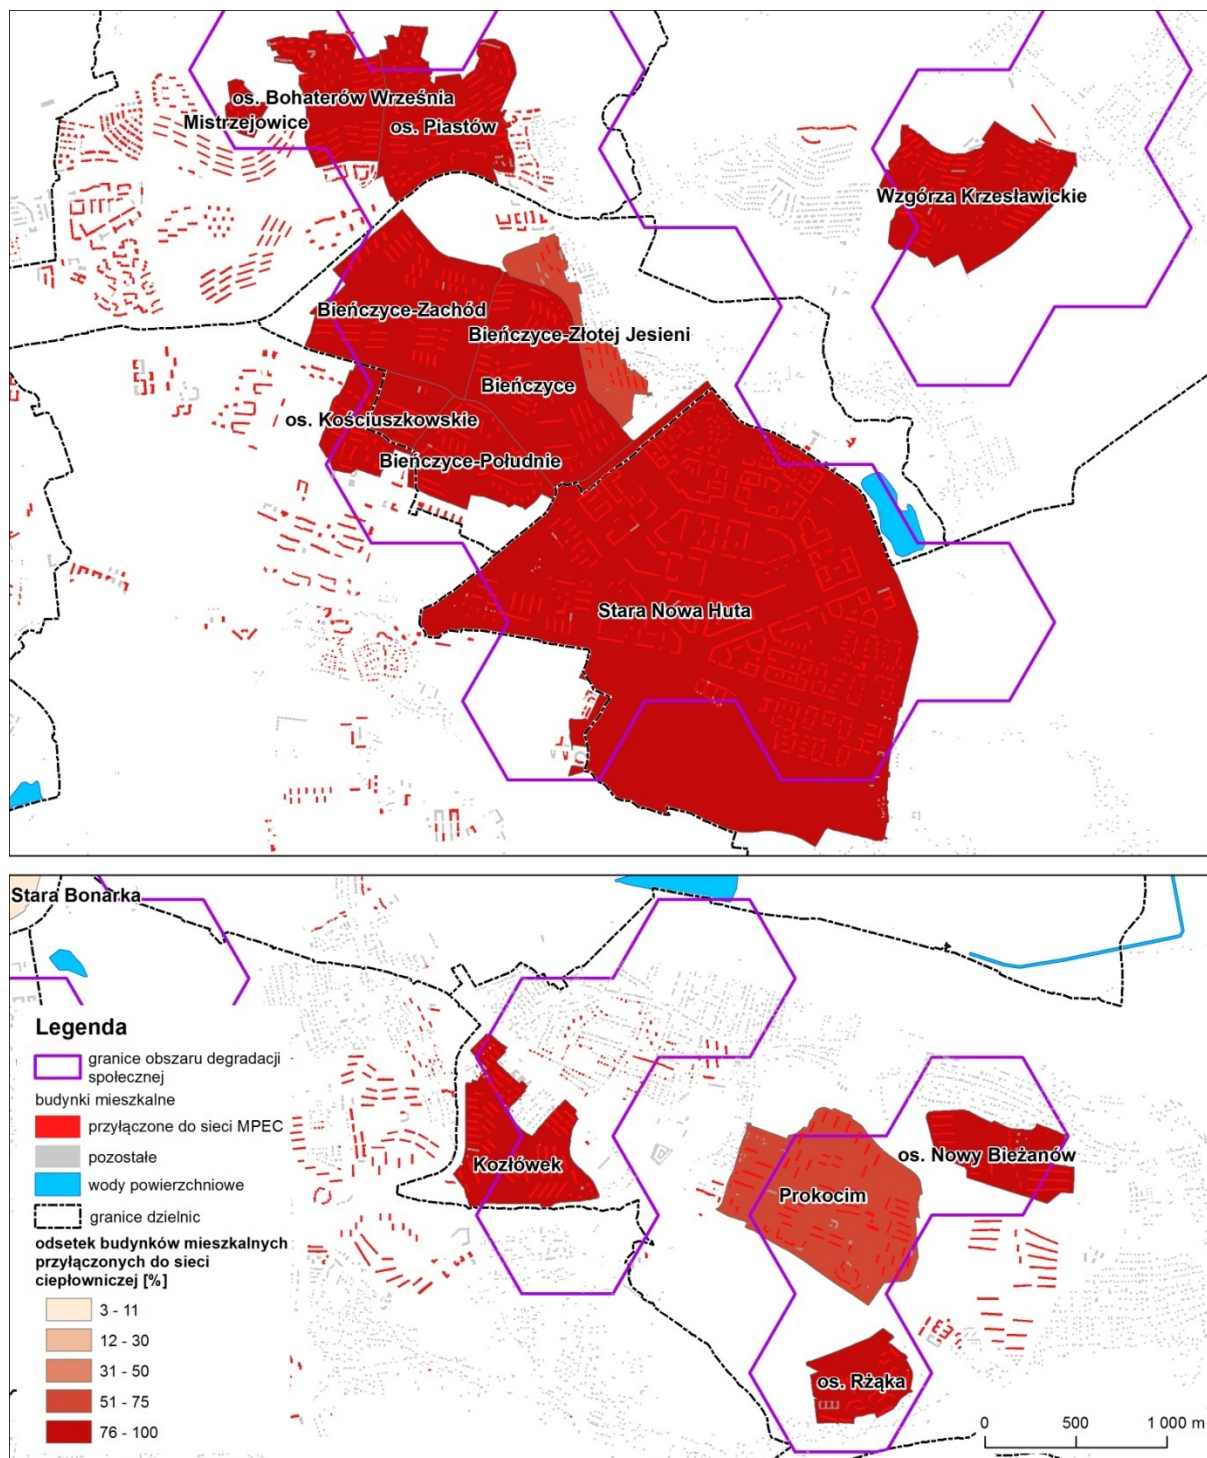 os. Bohaterów Września
Mistrzejowice
os. Piastów
Wzgórza Krzesławickie
Bieńczyce-Zachód
Bieńczyce-Złotej Jesieni
Bieńczyce
os. Kościuszkowskie
Bieńczyce-Południe
Stara Nowa Huta
Stara Bonarka
Legenda
granice obszaru degradacji
społecznej
budynki mieszkalne
przyłączone do sieci MPEC
pozostałe
wody powierzchniowe
granice dzielnic
odsetek budynków mieszkalnych
przyłączonych do sieci
ciepłowniczej [%]
3 - 11
12 - 30
31 - 50
51 - 75
76 - 100
Kozłówek
os. Nowy Bieżanów
Prokocim
os. Rżąka
0 500 1 000 m